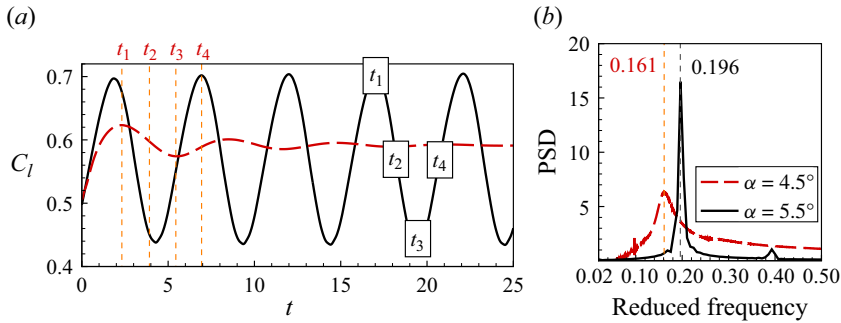 (a)
(b)
t1 t2 t3 t4
0.7
0.6
0.5
0.4
Cl
t1
t2
t4
t3
0 5 10 15 20 25
t
20
15
10
5
PSD
0.161
0.196
α = 4.5°
α = 5.5°
0.02 0.10 0.20 0.30 0.40 0.50
Reduced frequency